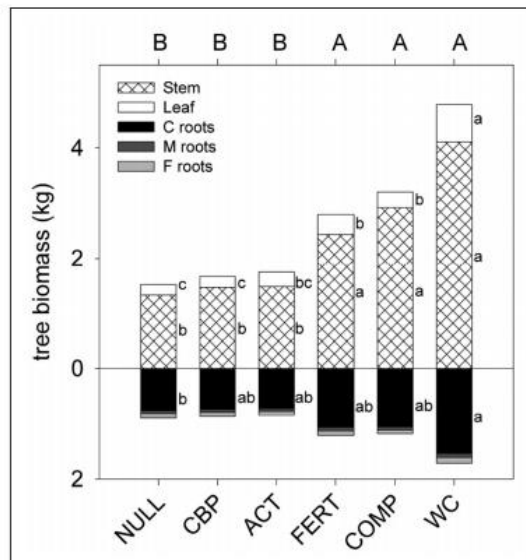 B B B A A A
Stem
Leaf
C roots
M roots
F roots
tree biomass (kg)
4
2
0
2
c c bc b b a
b b b a a a
b ab ab ab ab a
NULL CBP ACT FERT COMP WC